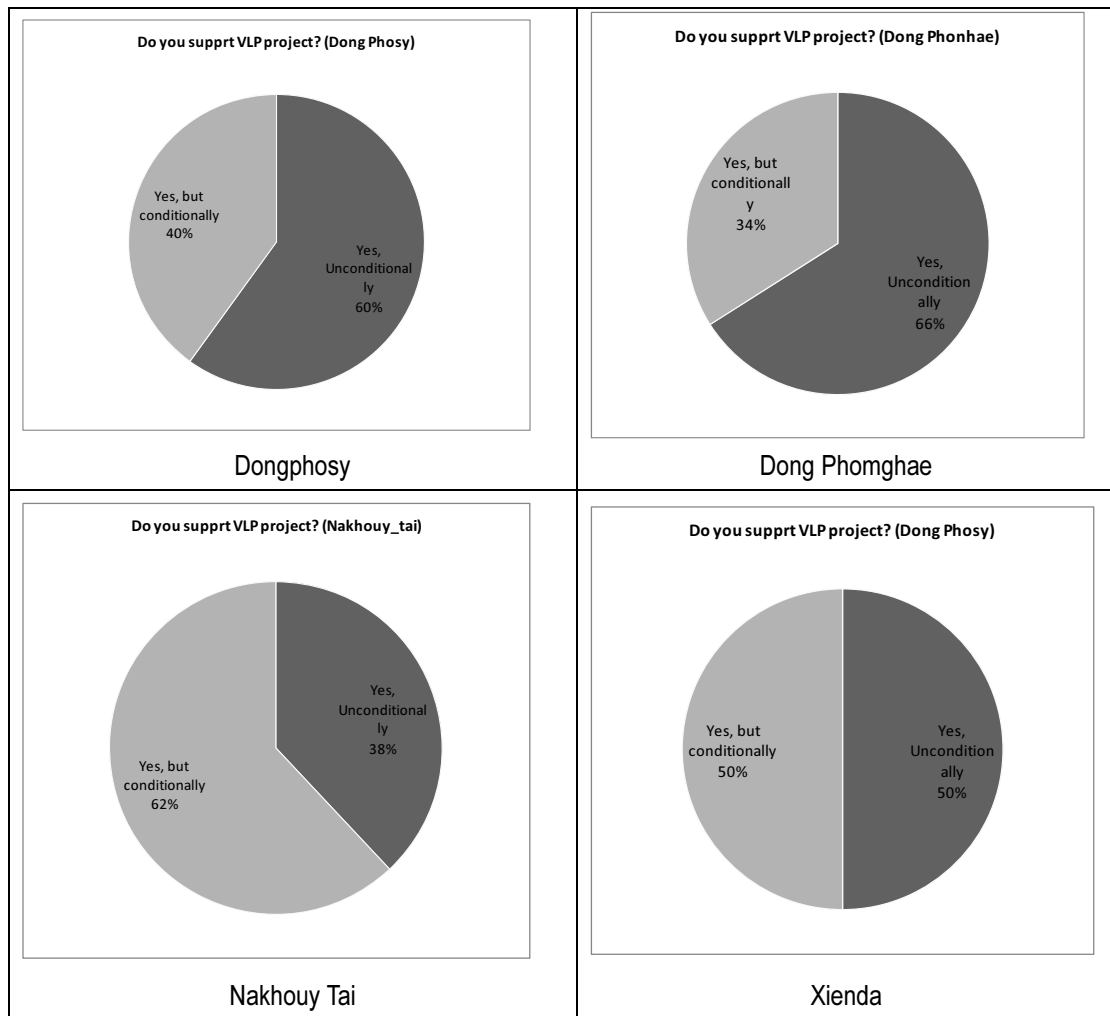 Do you supprt VLP project? (Dong Phosy)
Yes, but
conditionally
40%
Yes,
Unconditional
ly
60%
Dongphosy
Do you supprt VLP project? (Dong Phonhae)
Yes, but
conditionall
y
34%
Yes,
Uncondition
ally
66%
Dong Phomghae
Do you supprt VLP project? (Nakhouy_tai)
Yes,
Unconditional
ly
38%
Yes, but
conditionally
62%
Nakhouy Tai
Do you supprt VLP project? (Dong Phosy)
Yes, but
conditionally
50%
Yes,
Uncondition
ally
50%
Xienda